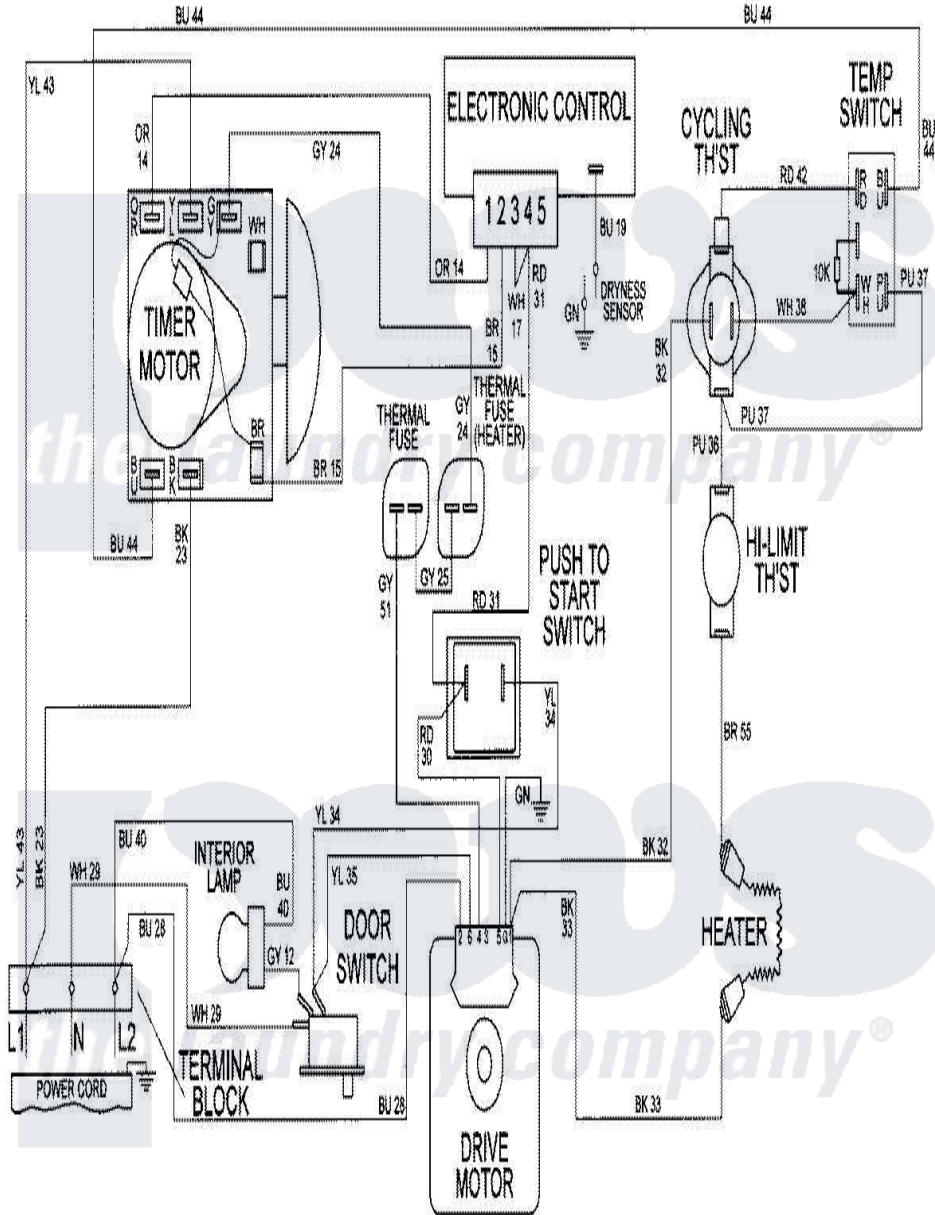 BU 44
BU 44
YL 43
OR
14
GY 24
ELECTRONIC CONTROL
CYCLING
TH'ST
TEMP
SWITCH
BU
44
RD 42
R
D
B
U
O
R
Y
L
G
Y
WH
1 2 3 4 5
BU 19
OR 14
RD
31
WH
17
BR
15
GN
DRYNESS
SENSOR
10K
W
H
P
U
PU 37
WH 38
BK
32
TIMER
MOTOR
THERMAL
FUSE
THERMAL
FUSE
(HEATER)
GY
24
PU 37
PU 36
BR
BR 15
B
U
B
K
BU 44
BK
23
GY
51
GY 25
RD 31
PUSH TO
START
SWITCH
HI-LIMIT
TH'ST
the laundry company®
RD
30
YL
34
BR 55
GN
YL 43
BK 23
WH 29
BU 40
BU 28
INTERIOR
LAMP
BU
40
GY 12
YL 34
YL 35
DOOR
SWITCH
BK 32
BK
33
2 6 4 3 5 G 1
HEATER
WH 29
L1 N L2
POWER CORD
TERMINAL
BLOCK
BU 28
BK 33
DRIVE
MOTOR
the laundry company®